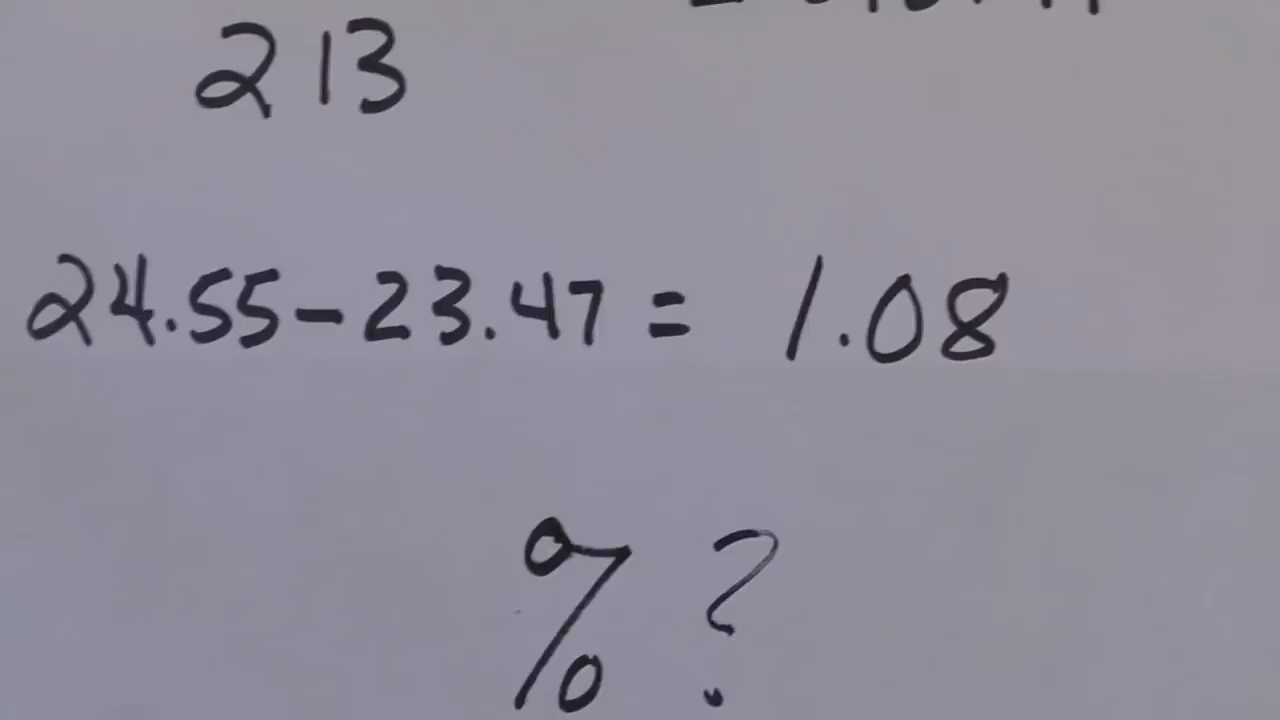 213
24.55-23.47 = 1.08
% ?